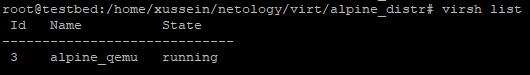 root@testbed:/home/xussein/netology/virt/alpine_distr# virsh list
 Id   Name          State
-----------------------------
 3    alpine_qemu   running